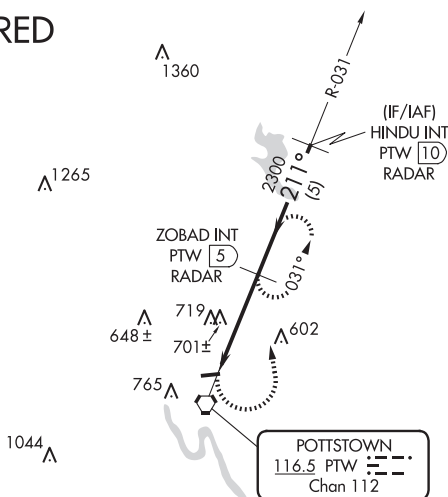 RED
1360
R-031
(IF/IAF)
HINDU INT
PTW 10
RADAR
1265
2300
211°
(5)
ZOBAD INT
PTW 5
RADAR
031°
719
648 ±
701±
602
765
1044
POTTSTOWN
116.5 PTW
Chan 112